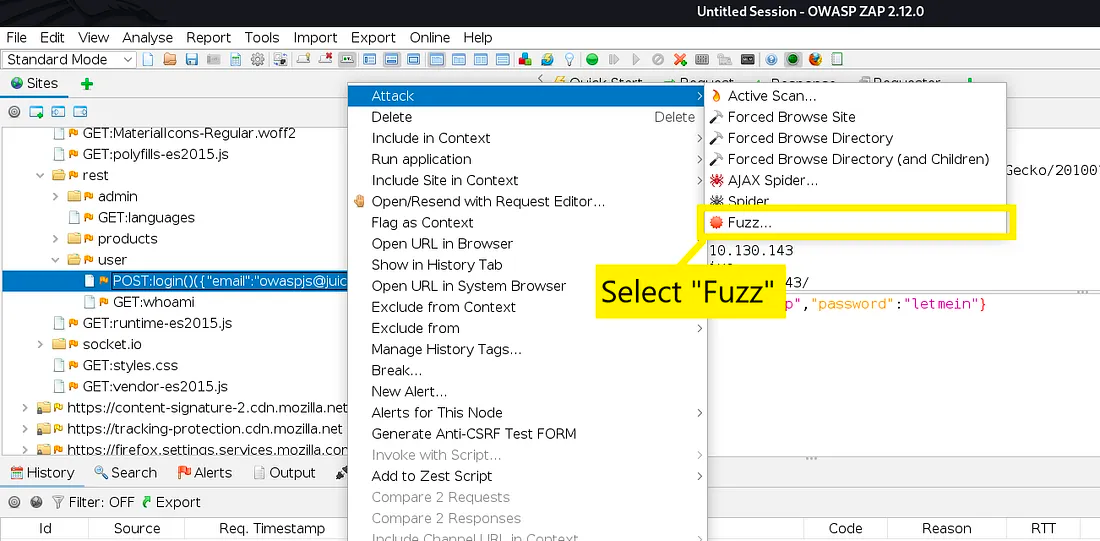 Untitled Session - OWASP ZAP 2.12.0
File Edit View Analyse Report Tools Import Export Online Help
Standard Mode
Sites
Quick Start Request Response Requester
GET:MaterialIcons-Regular.woff2
GET:polyfills-es2015.js
rest
admin
GET:languages
products
user
POST:login()({"email":"owaspjs@juic
GET:whoami
GET:runtime-es2015.js
socket.io
GET:styles.css
GET:vendor-es2015.js
https://content-signature-2.cdn.mozilla.net
https://tracking-protection.cdn.mozilla.net
https://firefox.settings.services.mozilla.com
Attack
Delete Delete
Include in Context
Run application
Include Site in Context
Open/Resend with Request Editor...
Flag as Context
Open URL in Browser
Show in History Tab
Open URL in System Browser
Exclude from Context
Exclude from
Manage History Tags...
Break...
New Alert...
Alerts for This Node
Generate Anti-CSRF Test FORM
Invoke with Script...
Add to Zest Script
Compare 2 Requests
Compare 2 Responses
Include Channel URL in Context
Active Scan...
Forced Browse Site
Forced Browse Directory
Forced Browse Directory (and Children)
AJAX Spider...
Spider...
Fuzz...
Gecko/20100
10.130.143
43/
p","password":"letmein"}
Select "Fuzz"
History Search Alerts Output
Filter: OFF Export
Id Source Req. Timestamp Code Reason RTT